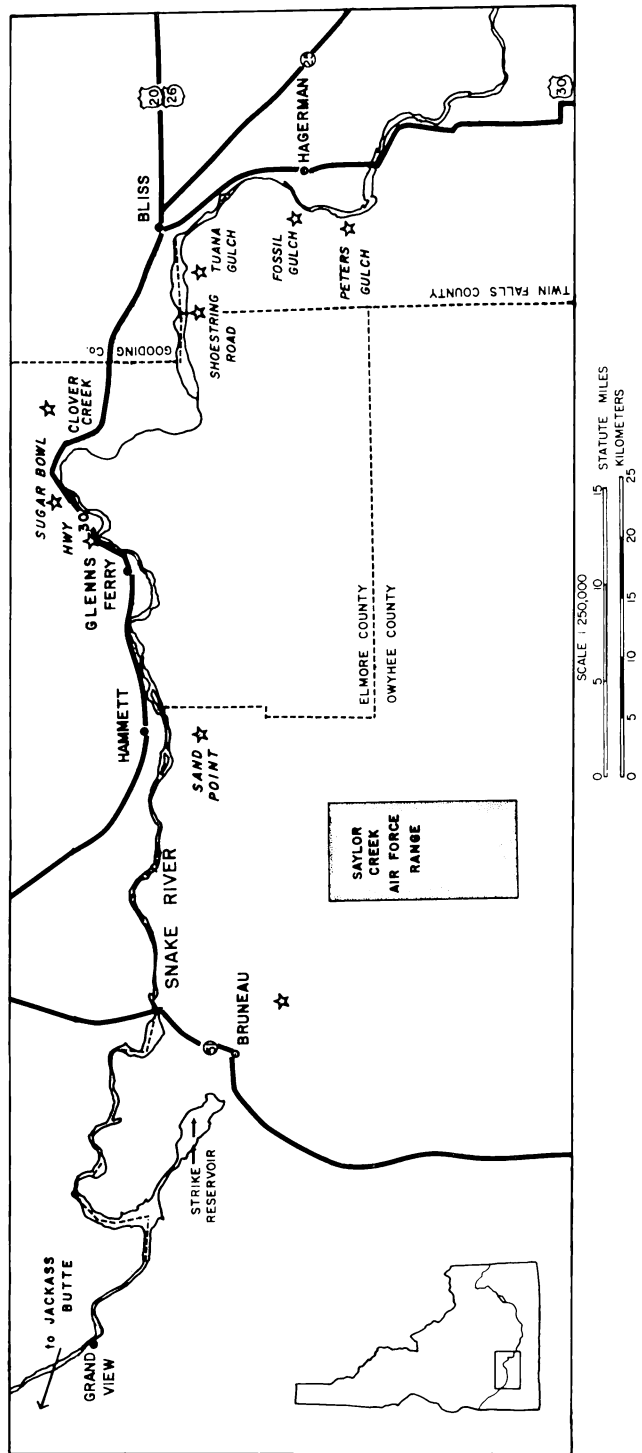 to JACKASS
BUTTE
GRAND
VIEW
STRIKE
RESERVOIR
51
BRUNEAU
SNAKE RIVER
HAMMETT
SAND
POINT
SAYLOR
CREEK
AIR FORCE
RANGE
GLENNS
FERRY
HWY
30
SUGAR BOWL
CLOVER
CREEK
GOODING Co.
ELMORE COUNTY
OWYHEE COUNTY
SHOESTRING
ROAD
TUANA
GULCH
BLISS
20
26
25
FOSSIL
GULCH
HAGERMAN
PETERS
GULCH
TWIN FALLS COUNTY
30
SCALE 1:250,000
0 5 10 15 STATUTE MILES
0 5 10 15 20 25 KILOMETERS